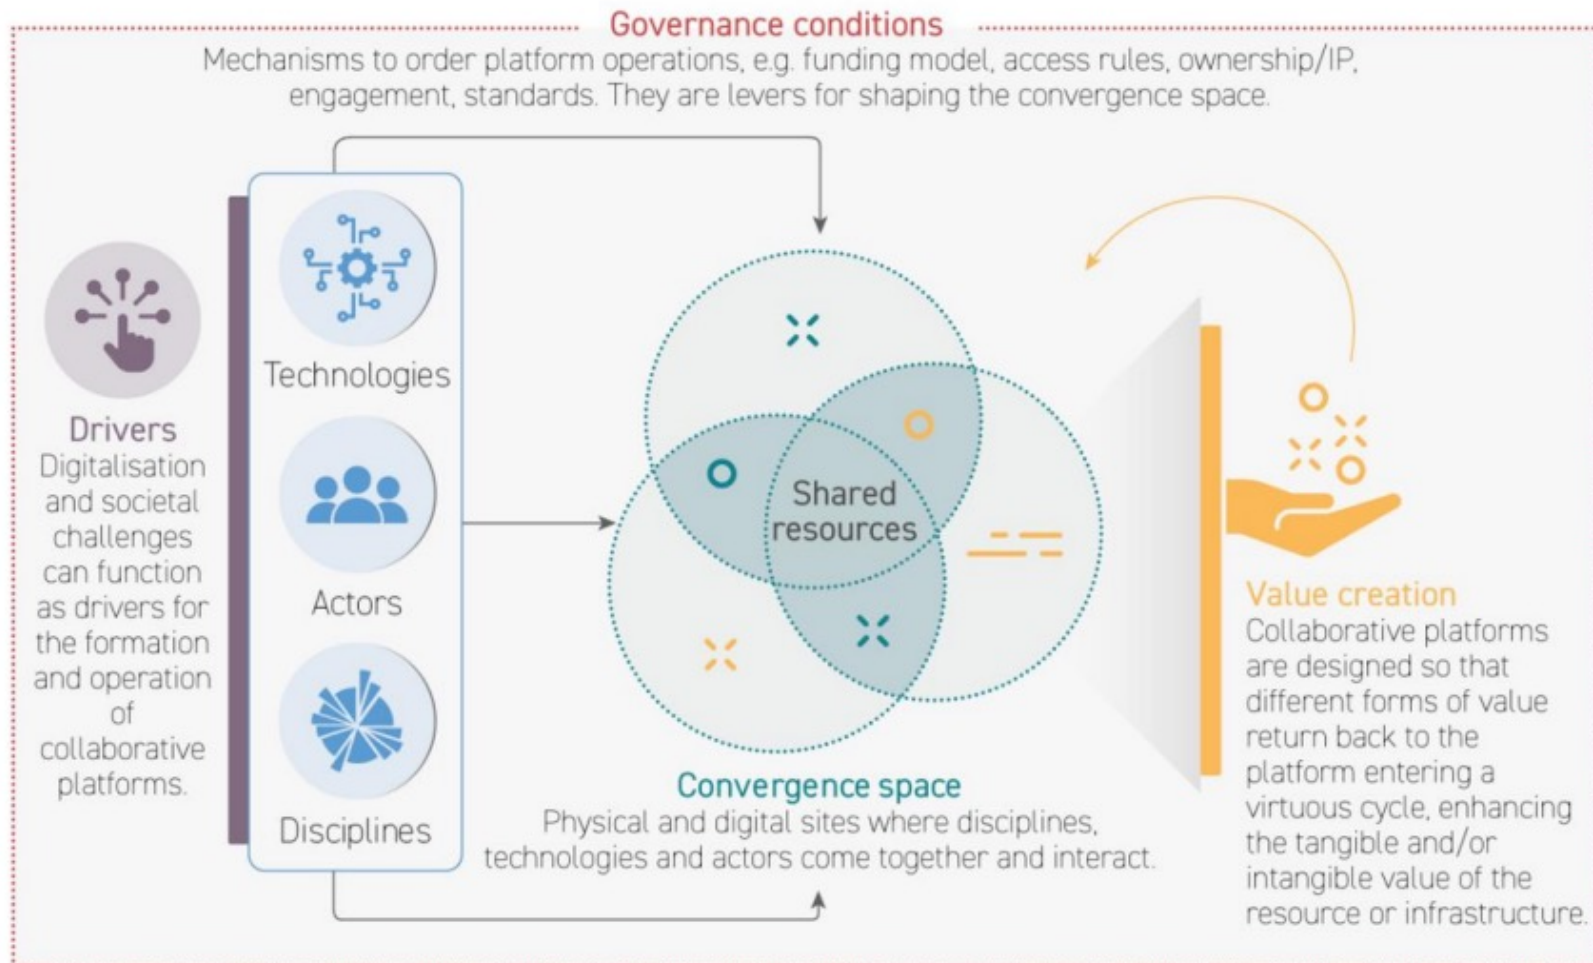 Governance conditions
Mechanisms to order platform operations, e.g. funding model, access rules, ownership/IP,
engagement, standards. They are levers for shaping the convergence space.
Drivers
Digitalisation
and societal
challenges
can function
as drivers for
the formation
and operation
of
collaborative
platforms.
Technologies
Actors
Disciplines
Shared
resources
Convergence space
Physical and digital sites where disciplines,
technologies and actors come together and interact.
Value creation
Collaborative platforms
are designed so that
different forms of value
return back to the
platform entering a
virtuous cycle, enhancing
the tangible and/or
intangible value of the
resource or infrastructure.